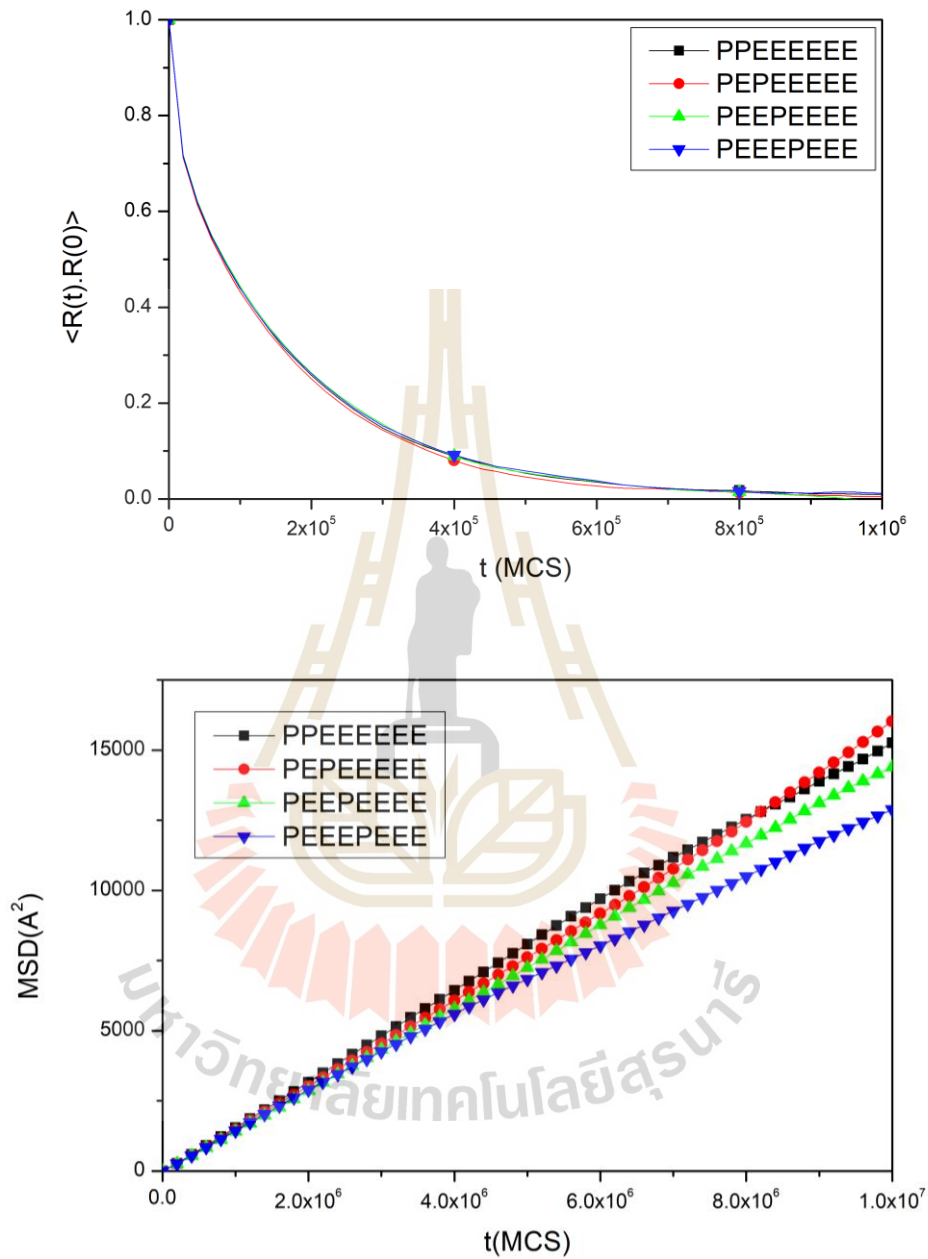 1.0
0.8
0.6
0.4
0.2
0.0
<R(t).R(0)>
PPEEEEEE
PEPEEEEE
PEEPEEEE
PEEEPEEE
0
2x10⁵
4x10⁵
6x10⁵
8x10⁵
1x10⁶
t (MCS)
PPEEEEEE
PEPEEEEE
PEEPEEEE
PEEEPEEE
15000
10000
5000
0
MSD(A²)
มหาวิทยาลัยเทคโนโลยีสุรนารี
0.0
2.0x10⁶
4.0x10⁶
6.0x10⁶
8.0x10⁶
1.0x10⁷
t(MCS)